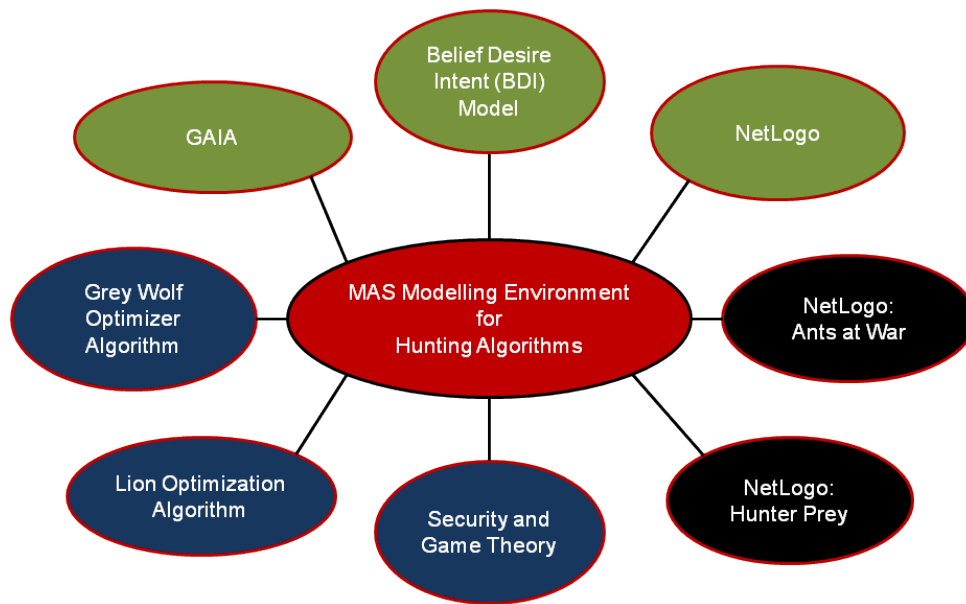 Belief Desire
Intent (BDI)
Model
GAIA
NetLogo
Grey Wolf
Optimizer
Algorithm
MAS Modelling Environment
for
Hunting Algorithms
NetLogo:
Ants at War
Lion Optimization
Algorithm
Security and
Game Theory
NetLogo:
Hunter Prey